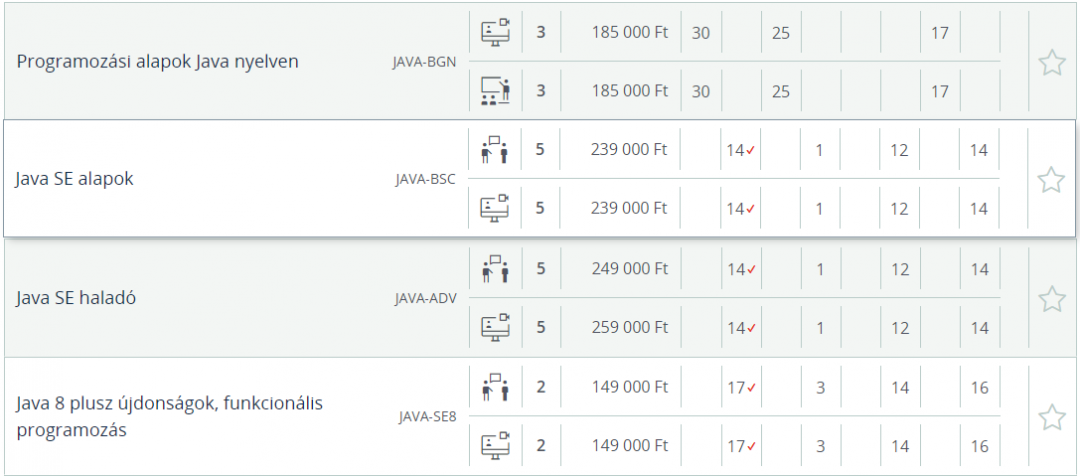 3 185 000 Ft 30 25 17
Programozási alapok Java nyelven JAVA-BGN
3 185 000 Ft 30 25 17
5 239 000 Ft 14✓ 1 12 14
Java SE alapok JAVA-BSC
5 239 000 Ft 14✓ 1 12 14
5 249 000 Ft 14✓ 1 12 14
Java SE haladó JAVA-ADV
5 259 000 Ft 14✓ 1 12 14
2 149 000 Ft 17✓ 3 14 16
Java 8 plusz újdonságok, funkcionális
programozás JAVA-SE8
2 149 000 Ft 17✓ 3 14 16